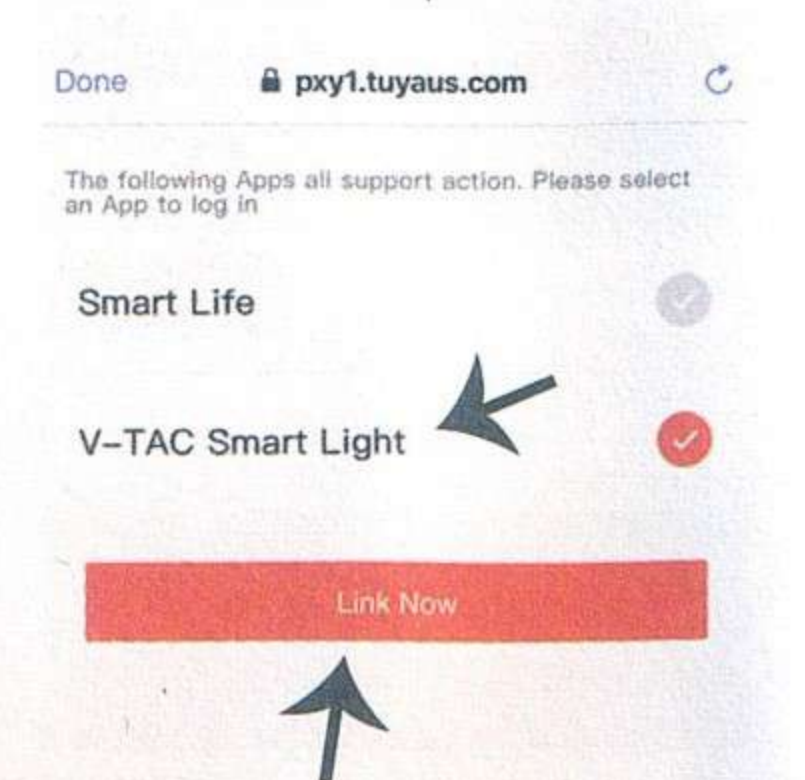 Done
pxy1.tuyaus.com
The following Apps all support action. Please select
an App to log in
Smart Life
V-TAC Smart Light
Link Now